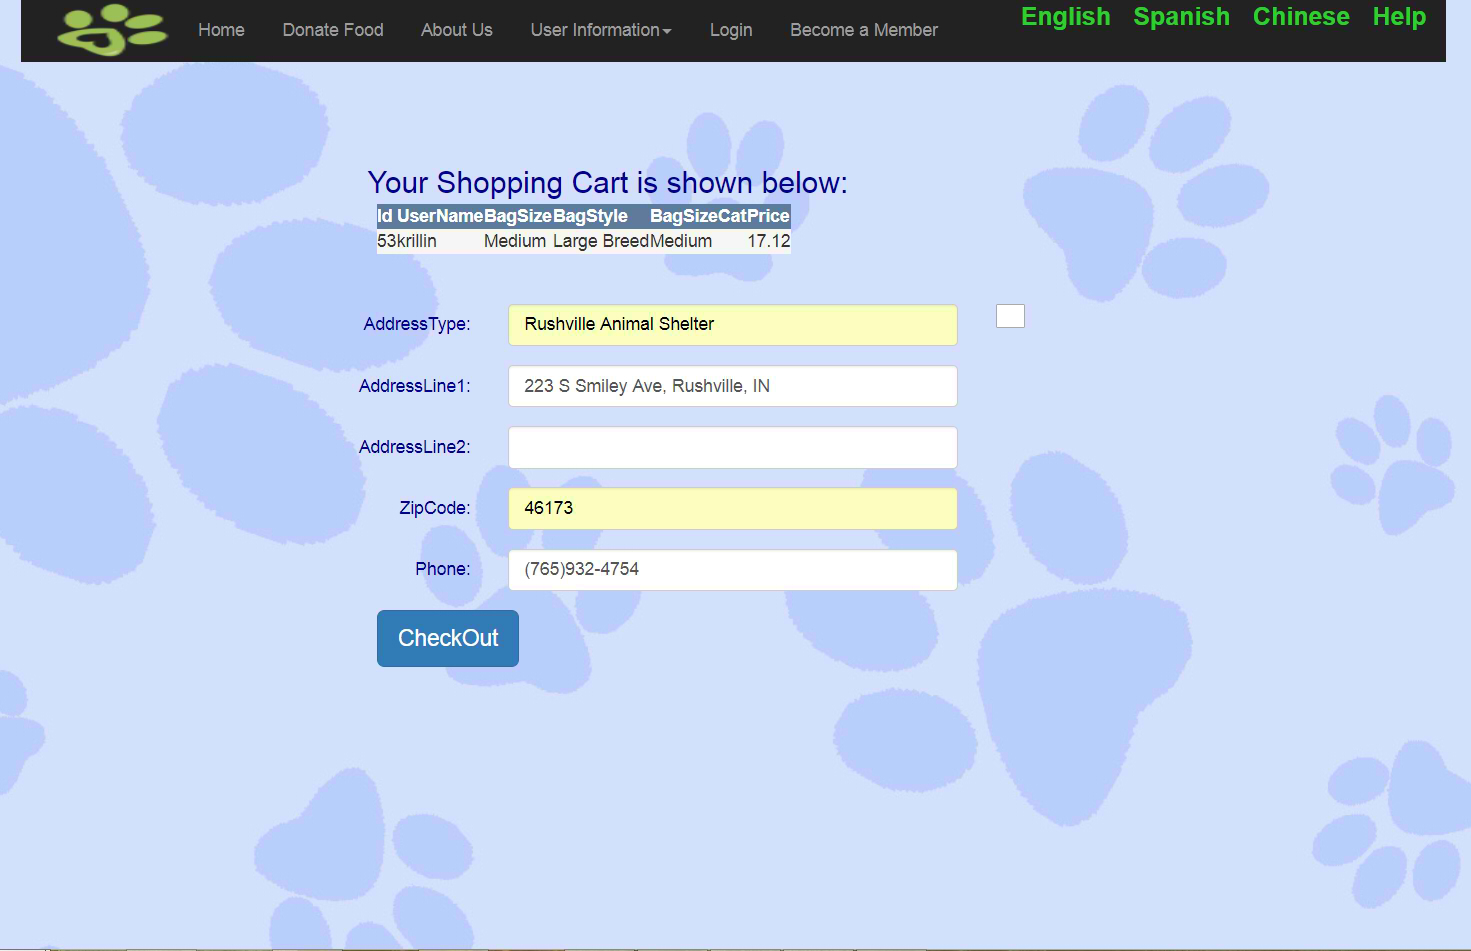 Home Donate Food About Us User Information Login Become a Member English Spanish Chinese Help
Your Shopping Cart is shown below:
Id UserName BagSize BagStyle BagSizeCat Price
53 krillin Medium Large Breed Medium 17.12
AddressType: Rushville Animal Shelter
AddressLine1: 223 S Smiley Ave, Rushville, IN
AddressLine2:
ZipCode: 46173
Phone: (765)932-4754
CheckOut